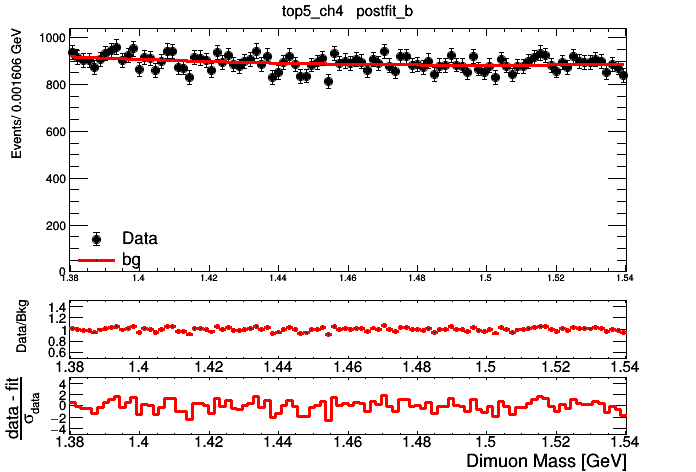 top5_ch4 postfit_b
Events/ 0.001606 GeV
1000
800
600
400
200
0
Data
bg
1.38 1.4 1.42 1.44 1.46 1.48 1.5 1.52 1.54
Data/Bkg
1.4
1.2
1
0.8
0.6
1.38 1.4 1.42 1.44 1.46 1.48 1.5 1.52 1.54
data - fit
σdata
4
2
0
−2
−4
1.38 1.4 1.42 1.44 1.46 1.48 1.5 1.52 1.54
Dimuon Mass [GeV]